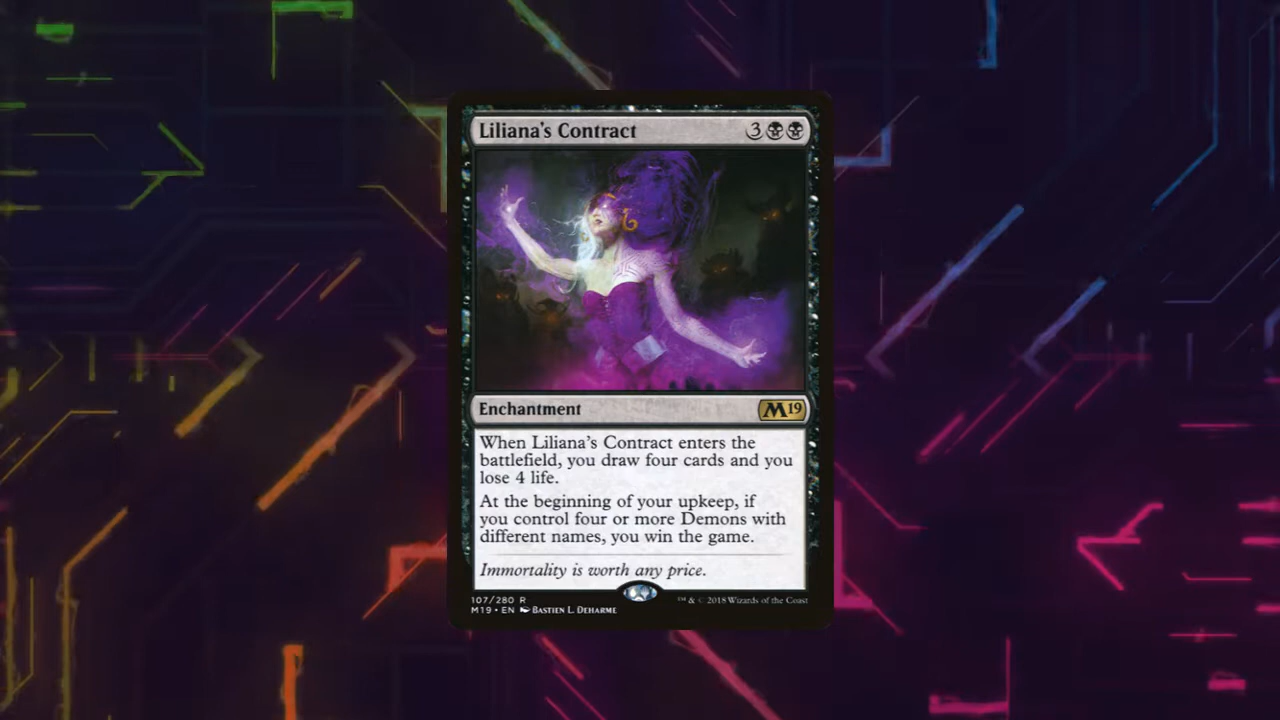 Liliana's Contract 3
Enchantment M19
When Liliana's Contract enters the
battlefield, you draw four cards and you
lose 4 life.
At the beginning of your upkeep, if
you control four or more Demons with
different names, you win the game.
Immortality is worth any price.
107/280 R
M19 • EN Bastien L. Deharme
™ & © 2018 Wizards of the Coast